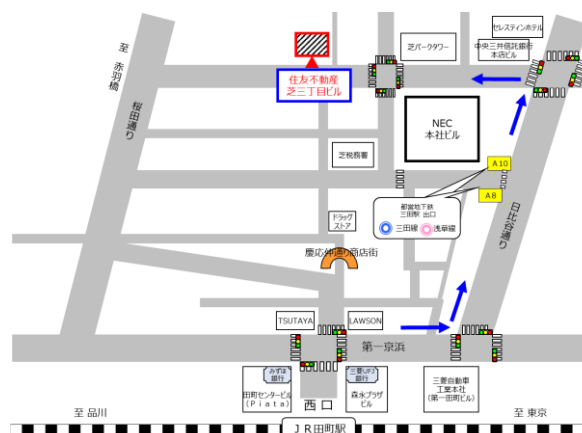 セレスティンホテル
芝パークタワー
中央三井信託銀行
本店ビル
至 赤羽橋
桜田通り
住友不動産
芝三丁目ビル
NEC
本社ビル
芝税務署
A10
A8
都営地下鉄
三田駅 出口
三田線
浅草線
日比谷通り
ドラッグ
ストア
慶応仲通り商店街
TSUTAYA
LAWSON
第一京浜
みずほ
銀行
三菱UFJ
銀行
田町センタービル
(Piata)
西口
森永プラザ
ビル
三菱自動車
工業本社
(第一田町ビル)
至 品川
至 東京
JR田町駅